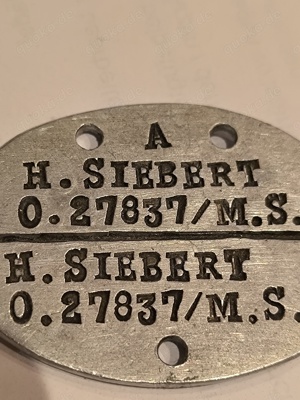 A
H. SIEBERT
O. 27837/M.S.
H. SIEBERT
O. 27837/M.S.